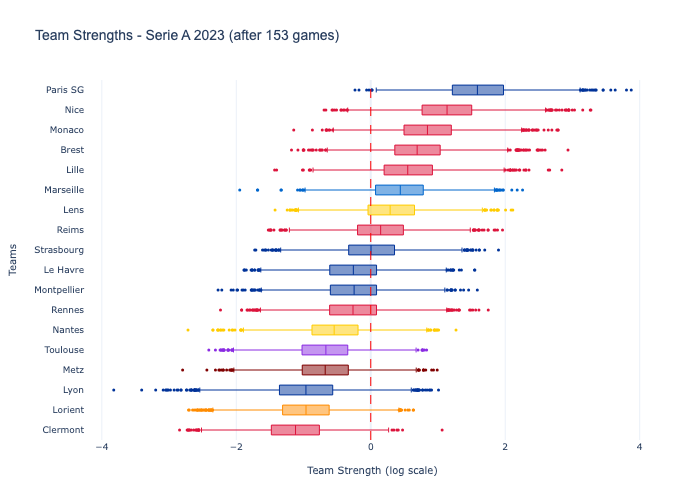 Team Strengths - Serie A 2023 (after 153 games)
Paris SG
Nice
Monaco
Brest
Lille
Marseille
Lens
Reims
Strasbourg
Le Havre
Montpellier
Rennes
Nantes
Toulouse
Metz
Lyon
Lorient
Clermont
Teams
−4 −2 0 2 4
Team Strength (log scale)